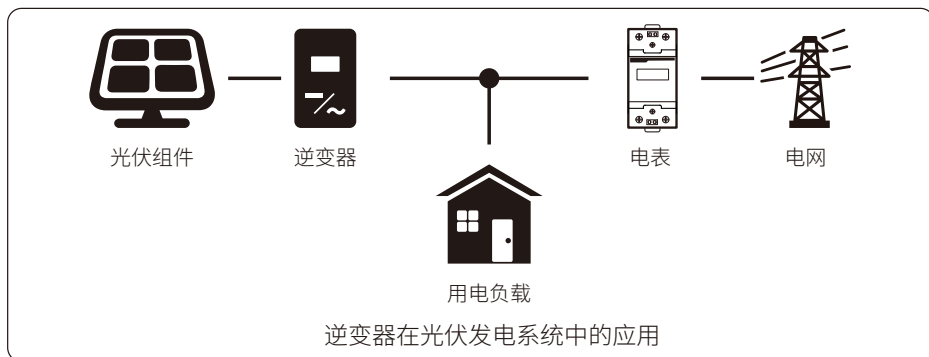 光伏组件
逆变器
电表
电网
用电负载
逆变器在光伏发电系统中的应用